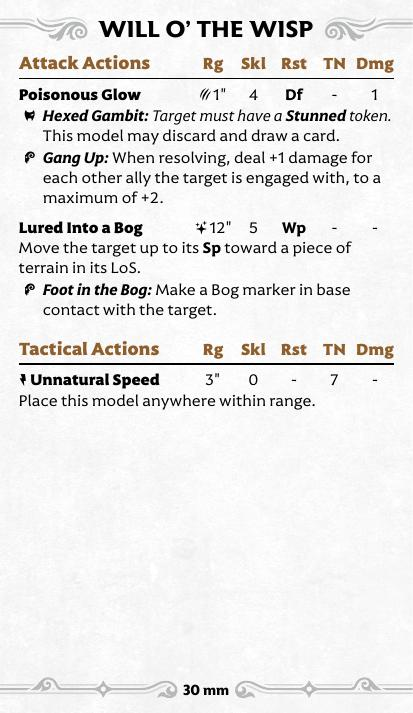 WILL O' THE WISP
Attack Actions Rg Skl Rst TN Dmg
Poisonous Glow 1" 4 Df - 1
Hexed Gambit: Target must have a Stunned token.
This model may discard and draw a card.
Gang Up: When resolving, deal +1 damage for
each other ally the target is engaged with, to a
maximum of +2.
Lured Into a Bog 12" 5 Wp - -
Move the target up to its Sp toward a piece of
terrain in its LoS.
Foot in the Bog: Make a Bog marker in base
contact with the target.
Tactical Actions Rg Skl Rst TN Dmg
Unnatural Speed 3" 0 - 7 -
Place this model anywhere within range.
30 mm